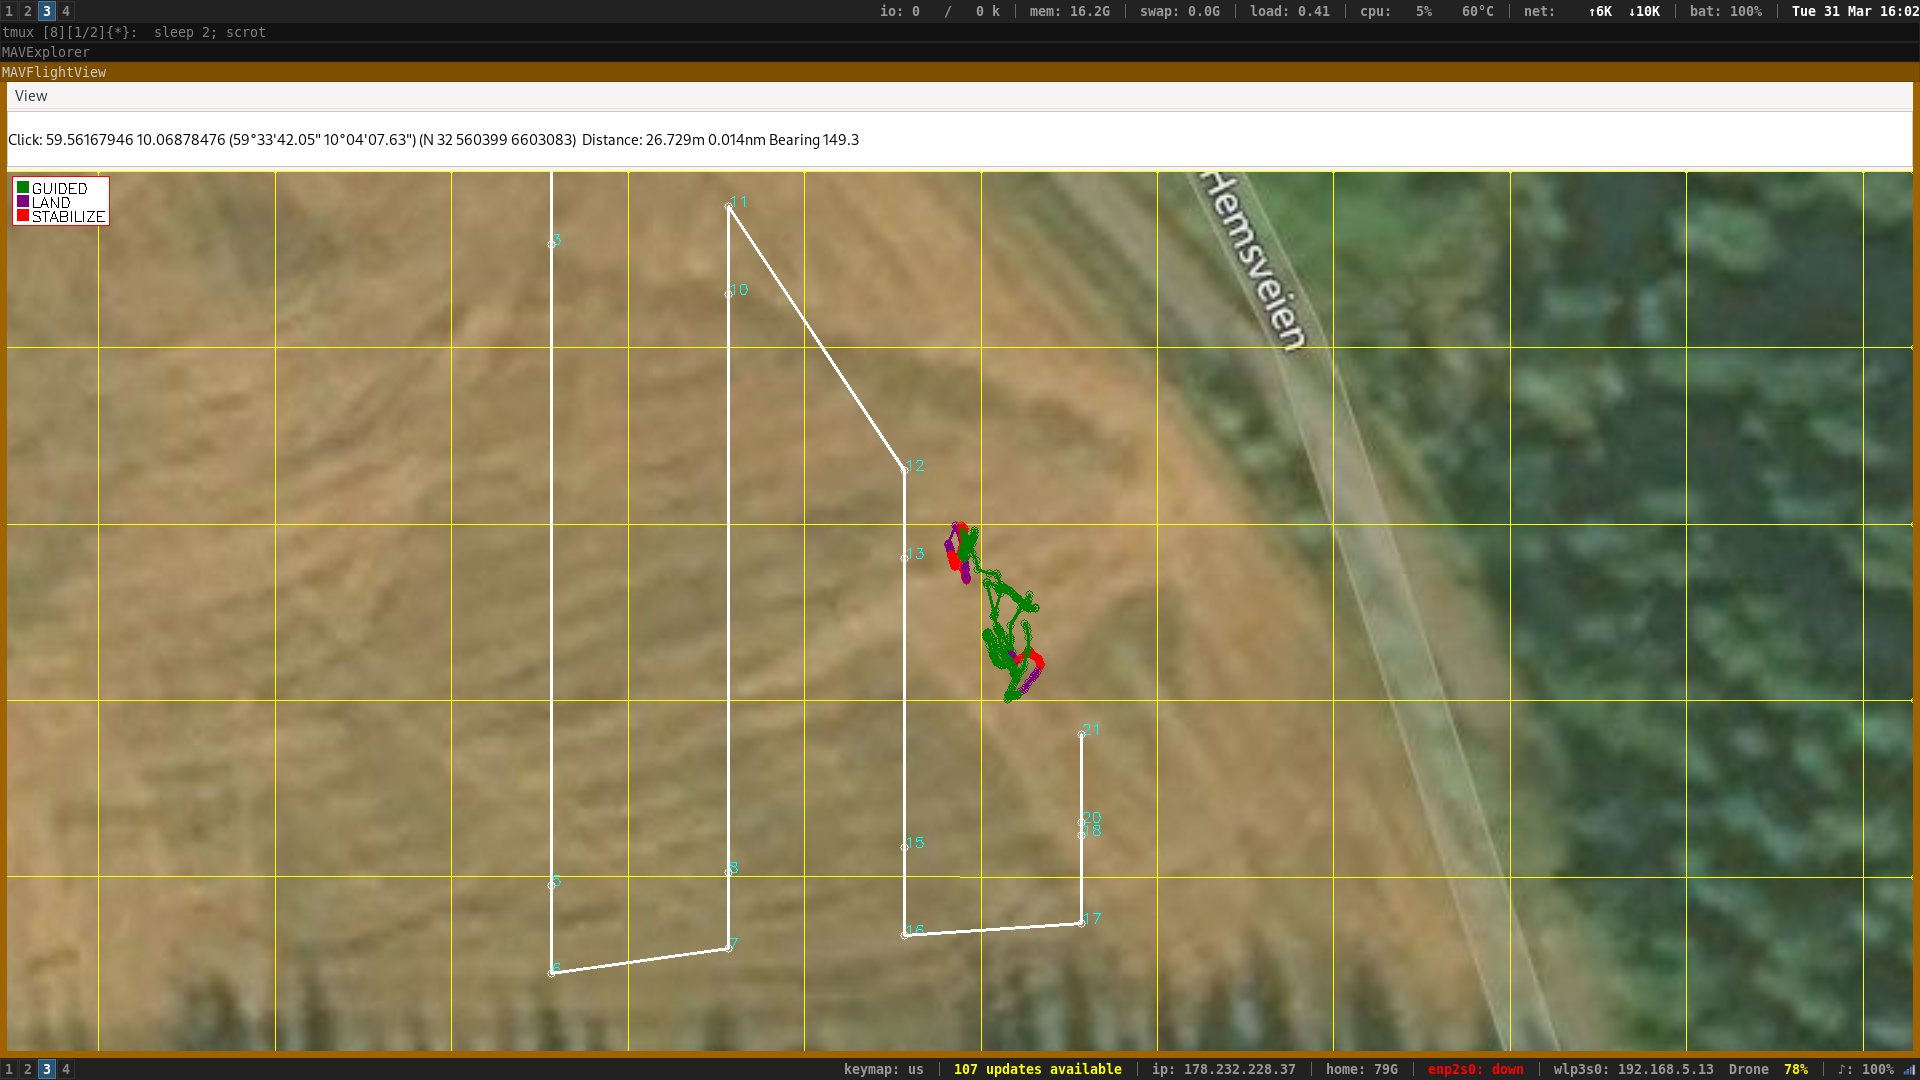 1 2 3 4 io: 0 / 0 k mem: 16.2G swap: 0.0G load: 0.41 cpu: 5% 60°C net: ↑6K ↓10K bat: 100% Tue 31 Mar 16:02
tmux [8][1/2]{*}: sleep 2; scrot
MAVExplorer
MAVFlightView
View
Click: 59.56167946 10.06878476 (59°33'42.05" 10°04'07.63") (N 32 560399 6603083) Distance: 26.729m 0.014nm Bearing 149.3
GUIDED
LAND
STABILIZE
Hemsveien
11
3
10
12
13
21
20
15
8
17
16
7
6
1 2 3 4 keymap: us 107 updates available ip: 178.232.228.37 home: 79G enp2s0: down wlp3s0: 192.168.5.13 Drone 78% ♪: 100%